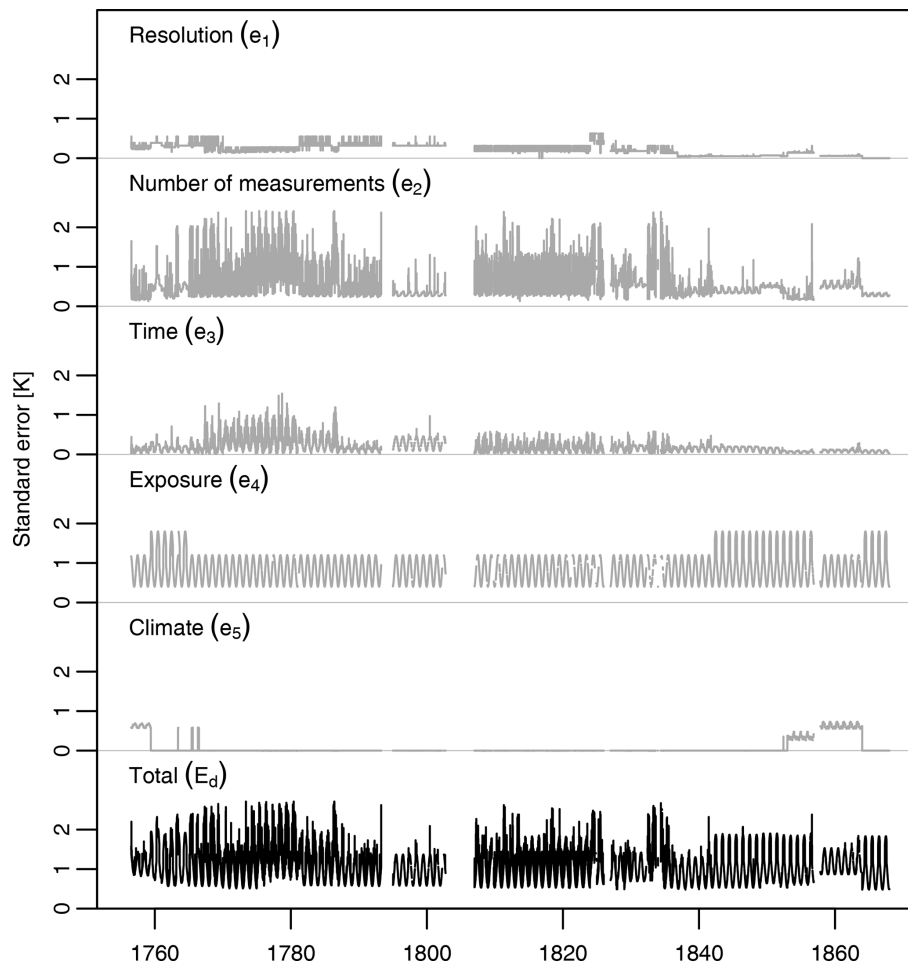 Resolution (e₁)
2
1
0
Number of measurements (e₂)
2
1
0
Time (e₃)
2
1
0
Exposure (e₄)
2
1
0
Climate (e₅)
2
1
0
Total (E_d)
2
1
0
Standard error [K]
1760 1780 1800 1820 1840 1860